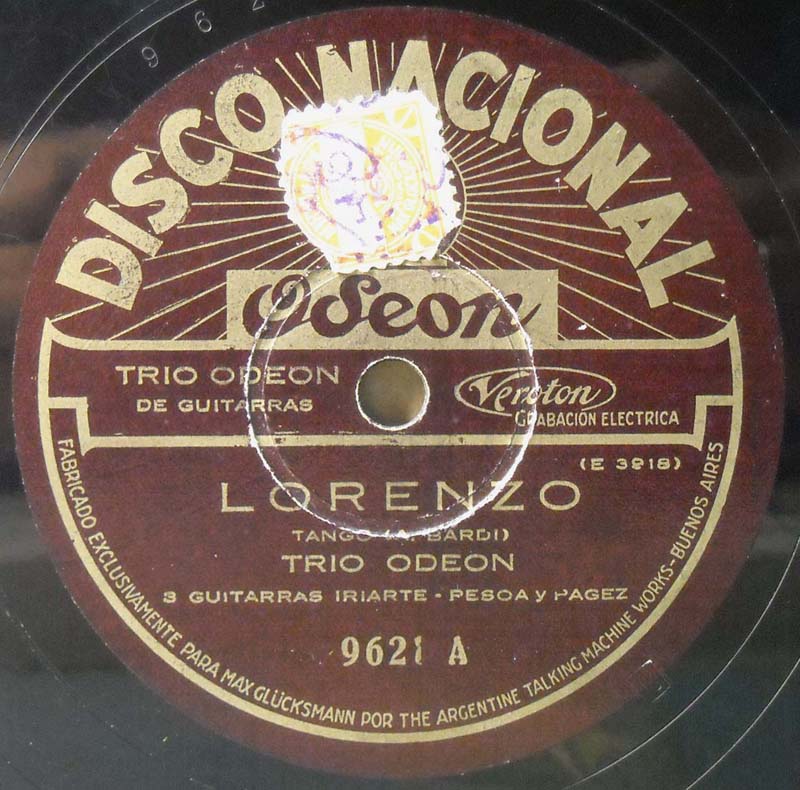 962
DISCO NACIONAL
Odeon
TRIO ODEON
DE GUITARRAS
Veroton
GRABACIÓN ELECTRICA
(E 3918)
LORENZO
TANGO (A. BARDI)
TRIO ODEON
3 GUITARRAS IRIARTE - PESOA y PAGEZ
9621 A
FABRICADO EXCLUSIVAMENTE PARA MAX GLÜCKSMANN POR THE ARGENTINE TALKING MACHINE WORKS - BUENOS AIRES